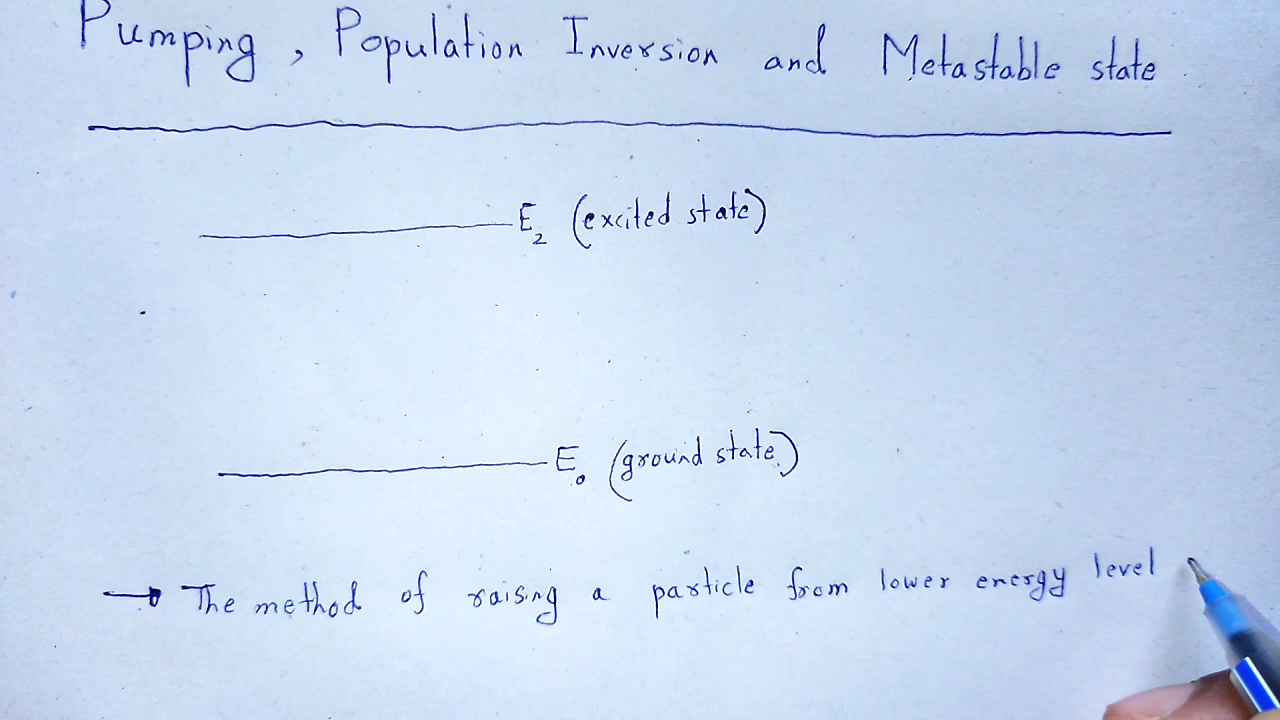 Pumping, Population Inversion and Metastable state
E₂ (excited state)
E₀ (ground state)
→ The method of raising a particle from lower energy level